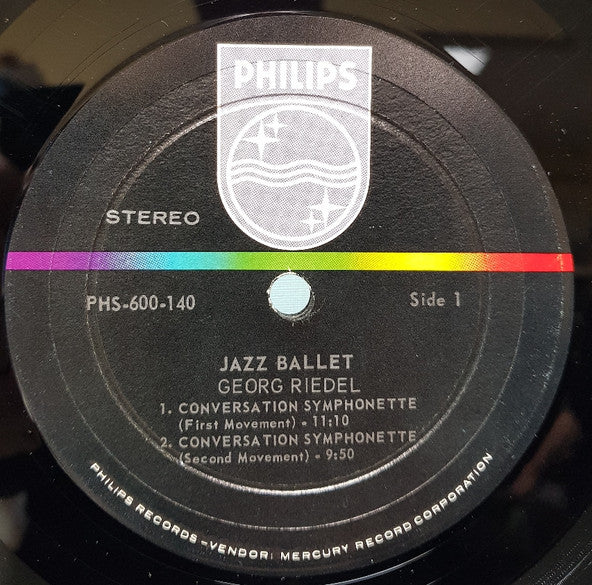 PHILIPS
STEREO
PHS-600-140
Side 1
JAZZ BALLET
GEORG RIEDEL
1. CONVERSATION SYMPHONETTE
(First Movement) - 11:10
2. CONVERSATION SYMPHONETTE
(Second Movement) - 9:50
PHILIPS RECORDS—VENDOR: MERCURY RECORD CORPORATION